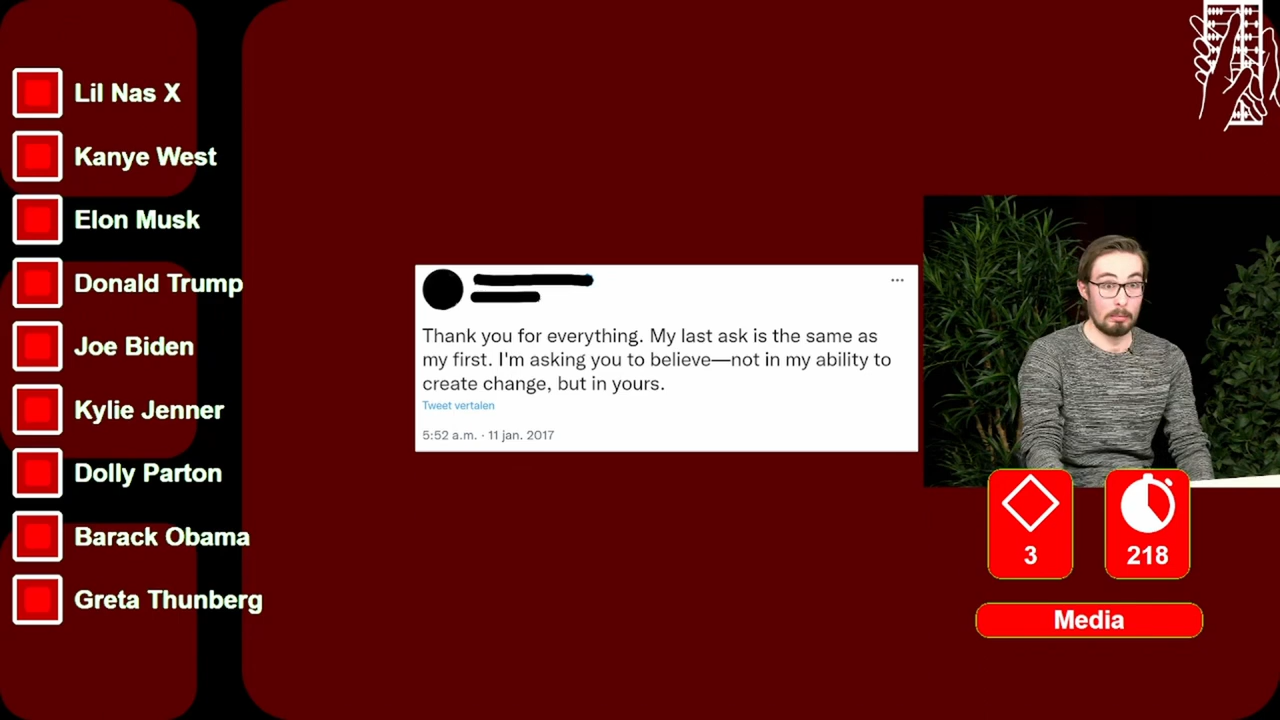 Lil Nas X
Kanye West
Elon Musk
Donald Trump
Joe Biden
Kylie Jenner
Dolly Parton
Barack Obama
Greta Thunberg
Thank you for everything. My last ask is the same as
my first. I'm asking you to believe—not in my ability to
create change, but in yours.
Tweet vertalen
5:52 a.m. · 11 jan. 2017
3
218
Media